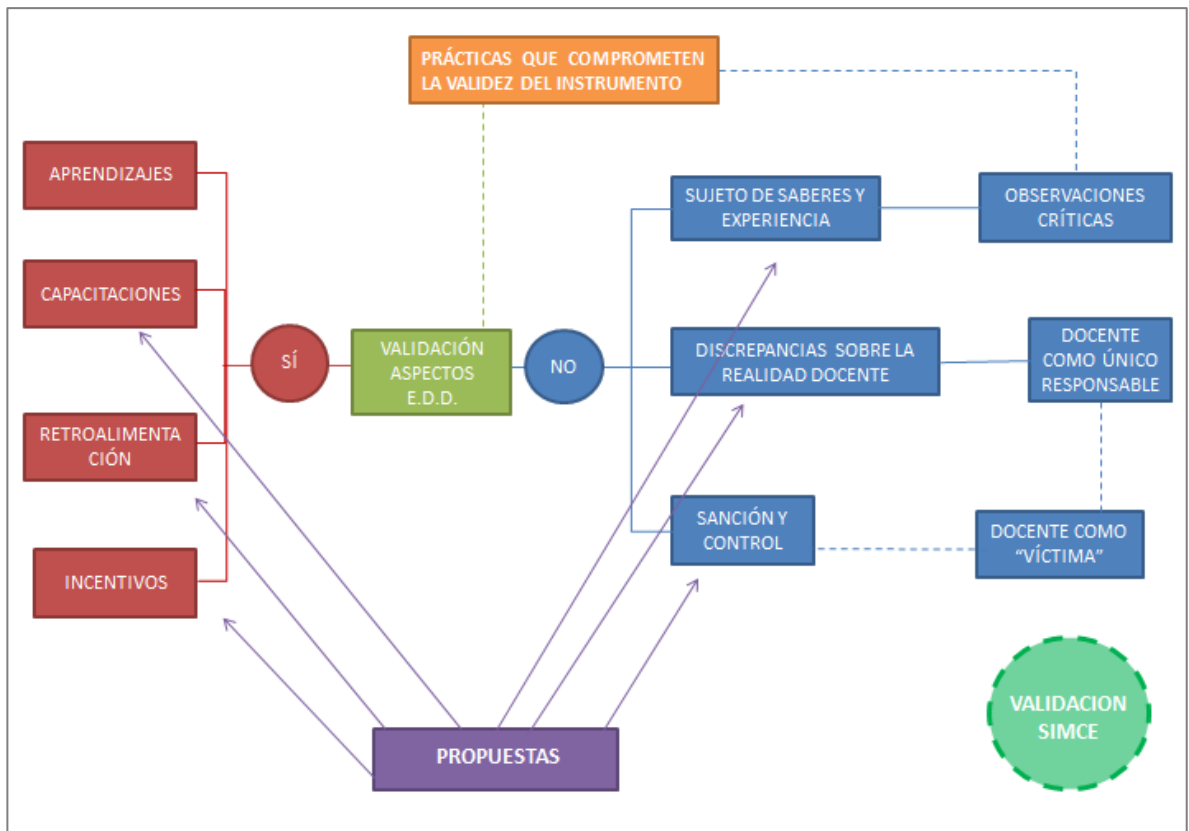 PRÁCTICAS QUE COMPROMETEN
LA VALIDEZ DEL INSTRUMENTO
APRENDIZAJES
CAPACITACIONES
RETROALIMENTA
CIÓN
INCENTIVOS
SÍ
VALIDACIÓN
ASPECTOS
E.D.D.
NO
SUJETO DE SABERES Y
EXPERIENCIA
OBSERVACIONES
CRÍTICAS
DISCREPANCIAS SOBRE LA
REALIDAD DOCENTE
DOCENTE
COMO ÚNICO
RESPONSABLE
SANCIÓN Y
CONTROL
DOCENTE COMO
“VÍCTIMA”
PROPUESTAS
VALIDACION
SIMCE